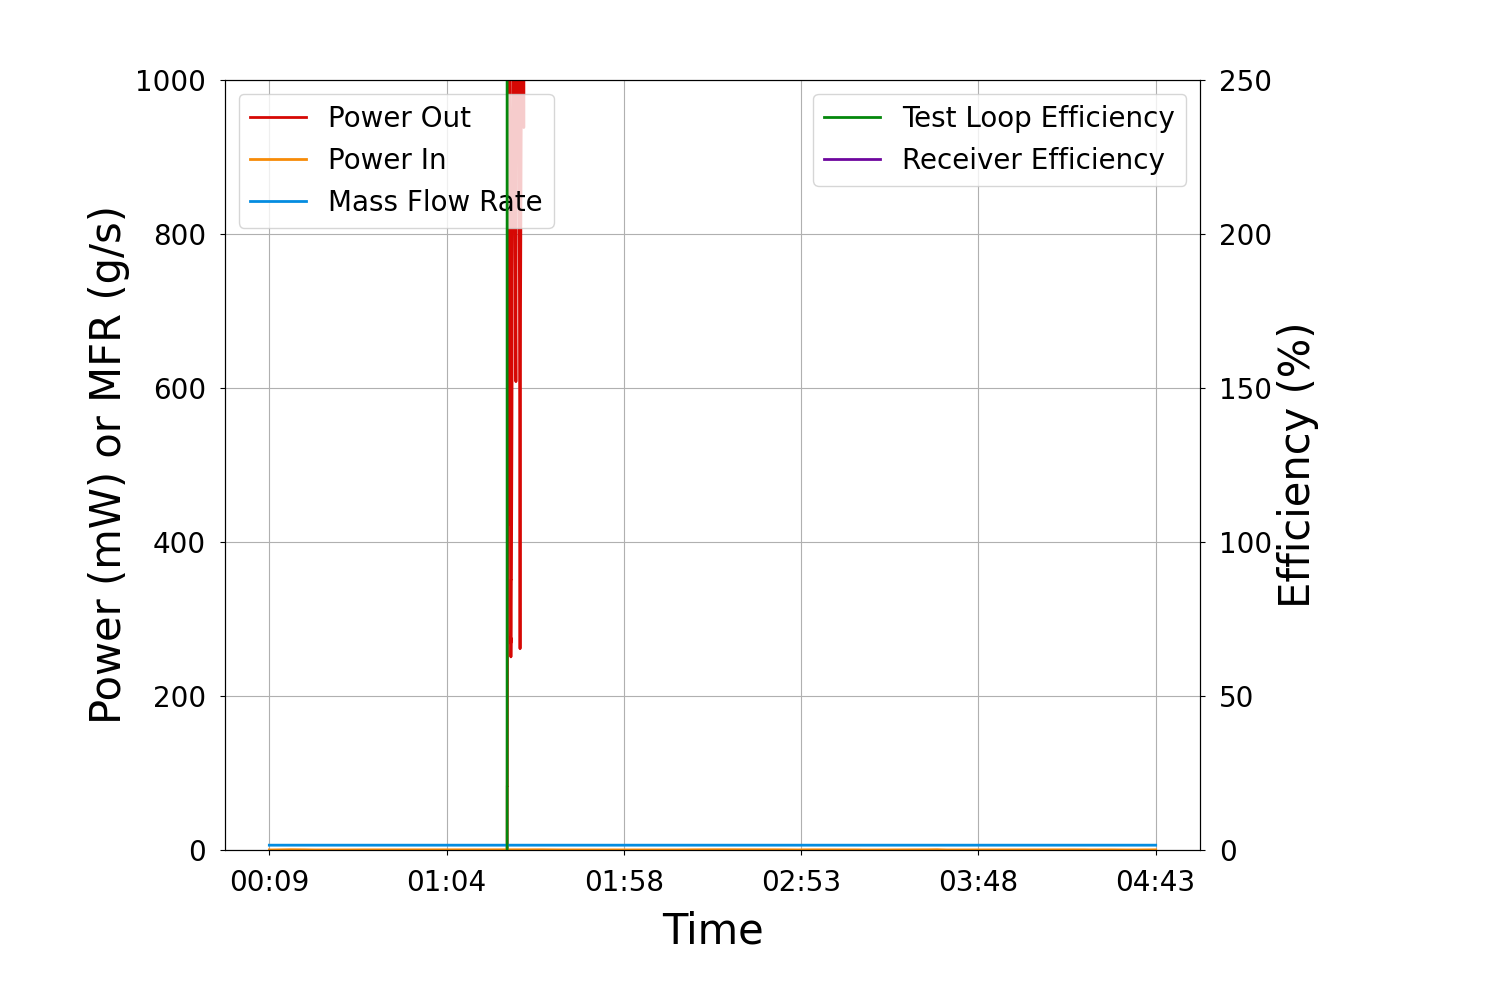 1000
800
600
400
200
0
Power (mW) or MFR (g/s)
Power Out
Power In
Mass Flow Rate
Test Loop Efficiency
Receiver Efficiency
250
200
150
100
50
0
Efficiency (%)
00:09 01:04 01:58 02:53 03:48 04:43
Time